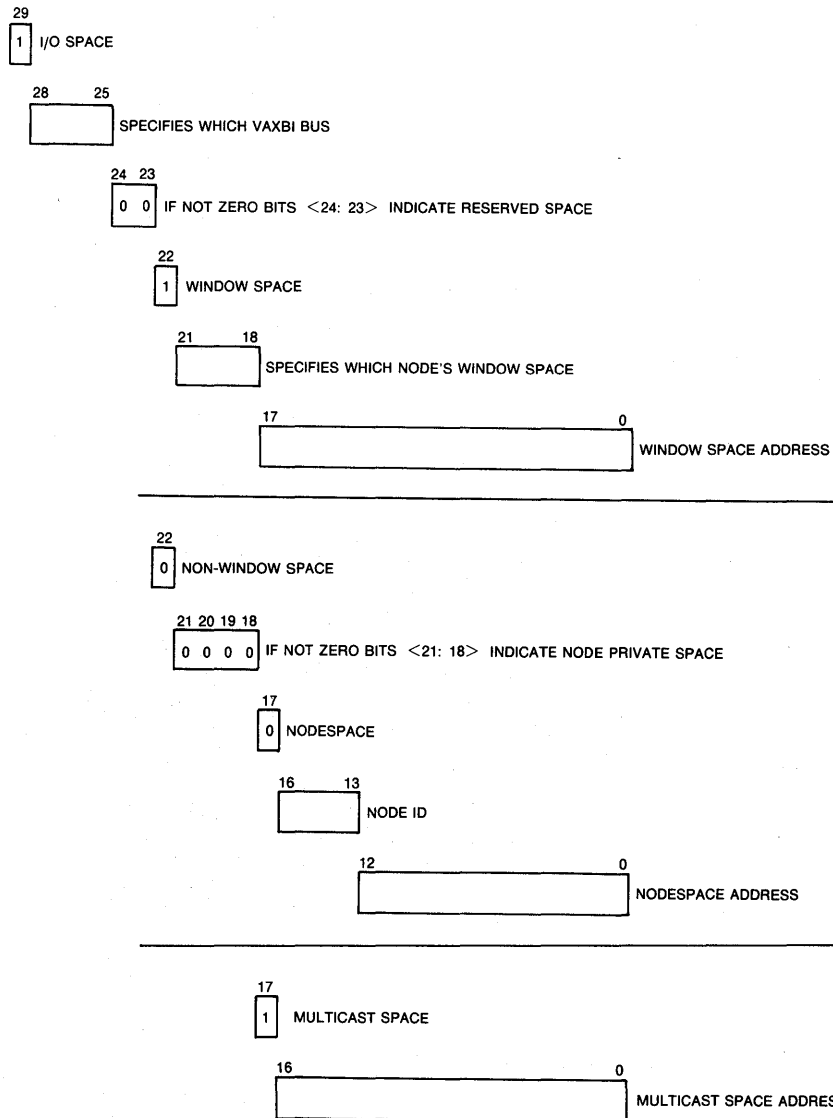 29
1 I/O SPACE
28 25
SPECIFIES WHICH VAXBI BUS
24 23
0 0 IF NOT ZERO BITS <24: 23> INDICATE RESERVED SPACE
22
1 WINDOW SPACE
21 18
SPECIFIES WHICH NODE'S WINDOW SPACE
17 0
WINDOW SPACE ADDRESS
22
0 NON-WINDOW SPACE
21 20 19 18
0 0 0 0 IF NOT ZERO BITS <21: 18> INDICATE NODE PRIVATE SPACE
17
0 NODESPACE
16 13
NODE ID
12 0
NODESPACE ADDRESS
17
1 MULTICAST SPACE
16 0
MULTICAST SPACE ADDRES